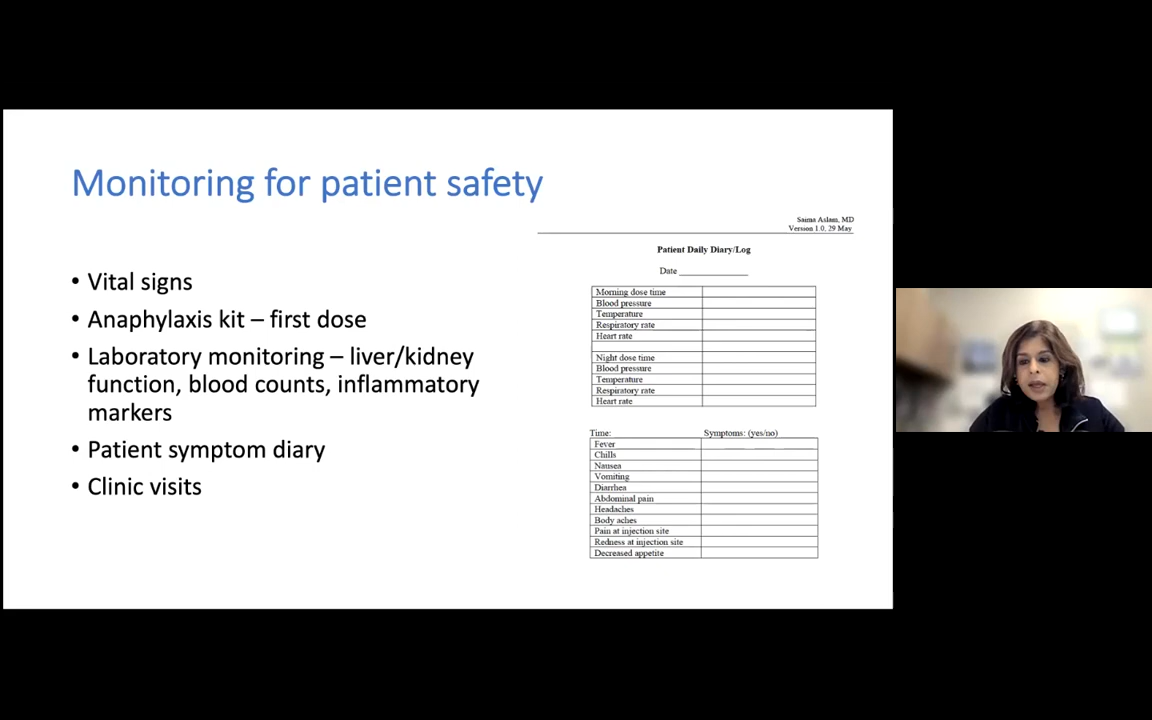 Monitoring for patient safety
• Vital signs
• Anaphylaxis kit – first dose
• Laboratory monitoring – liver/kidney
function, blood counts, inflammatory
markers
• Patient symptom diary
• Clinic visits
Saima Aslam, MD
Version 1.0, 29 May
Patient Daily Diary/Log
Date ____________
Morning dose time
Blood pressure
Temperature
Respiratory rate
Heart rate
Night dose time
Blood pressure
Temperature
Respiratory rate
Heart rate
Time: Symptoms: (yes/no)
Fever
Chills
Nausea
Vomiting
Diarrhea
Abdominal pain
Headaches
Body aches
Pain at injection site
Redness at injection site
Decreased appetite